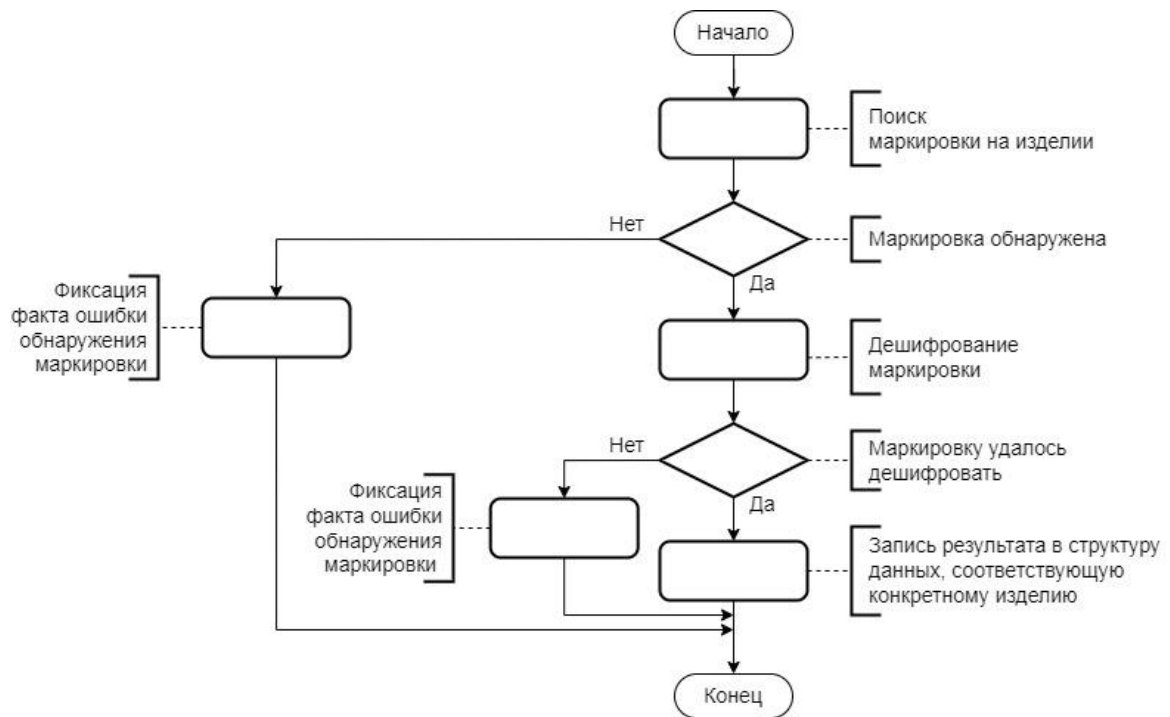 Начало
Поиск
маркировки на изделии
Нет
Маркировка обнаружена
Да
Фиксация
факта ошибки
обнаружения
маркировки
Дешифрование
маркировки
Нет
Маркировку удалось
дешифровать
Да
Фиксация
факта ошибки
обнаружения
маркировки
Запись результата в структуру
данных, соответствующую
конкретному изделию
Конец